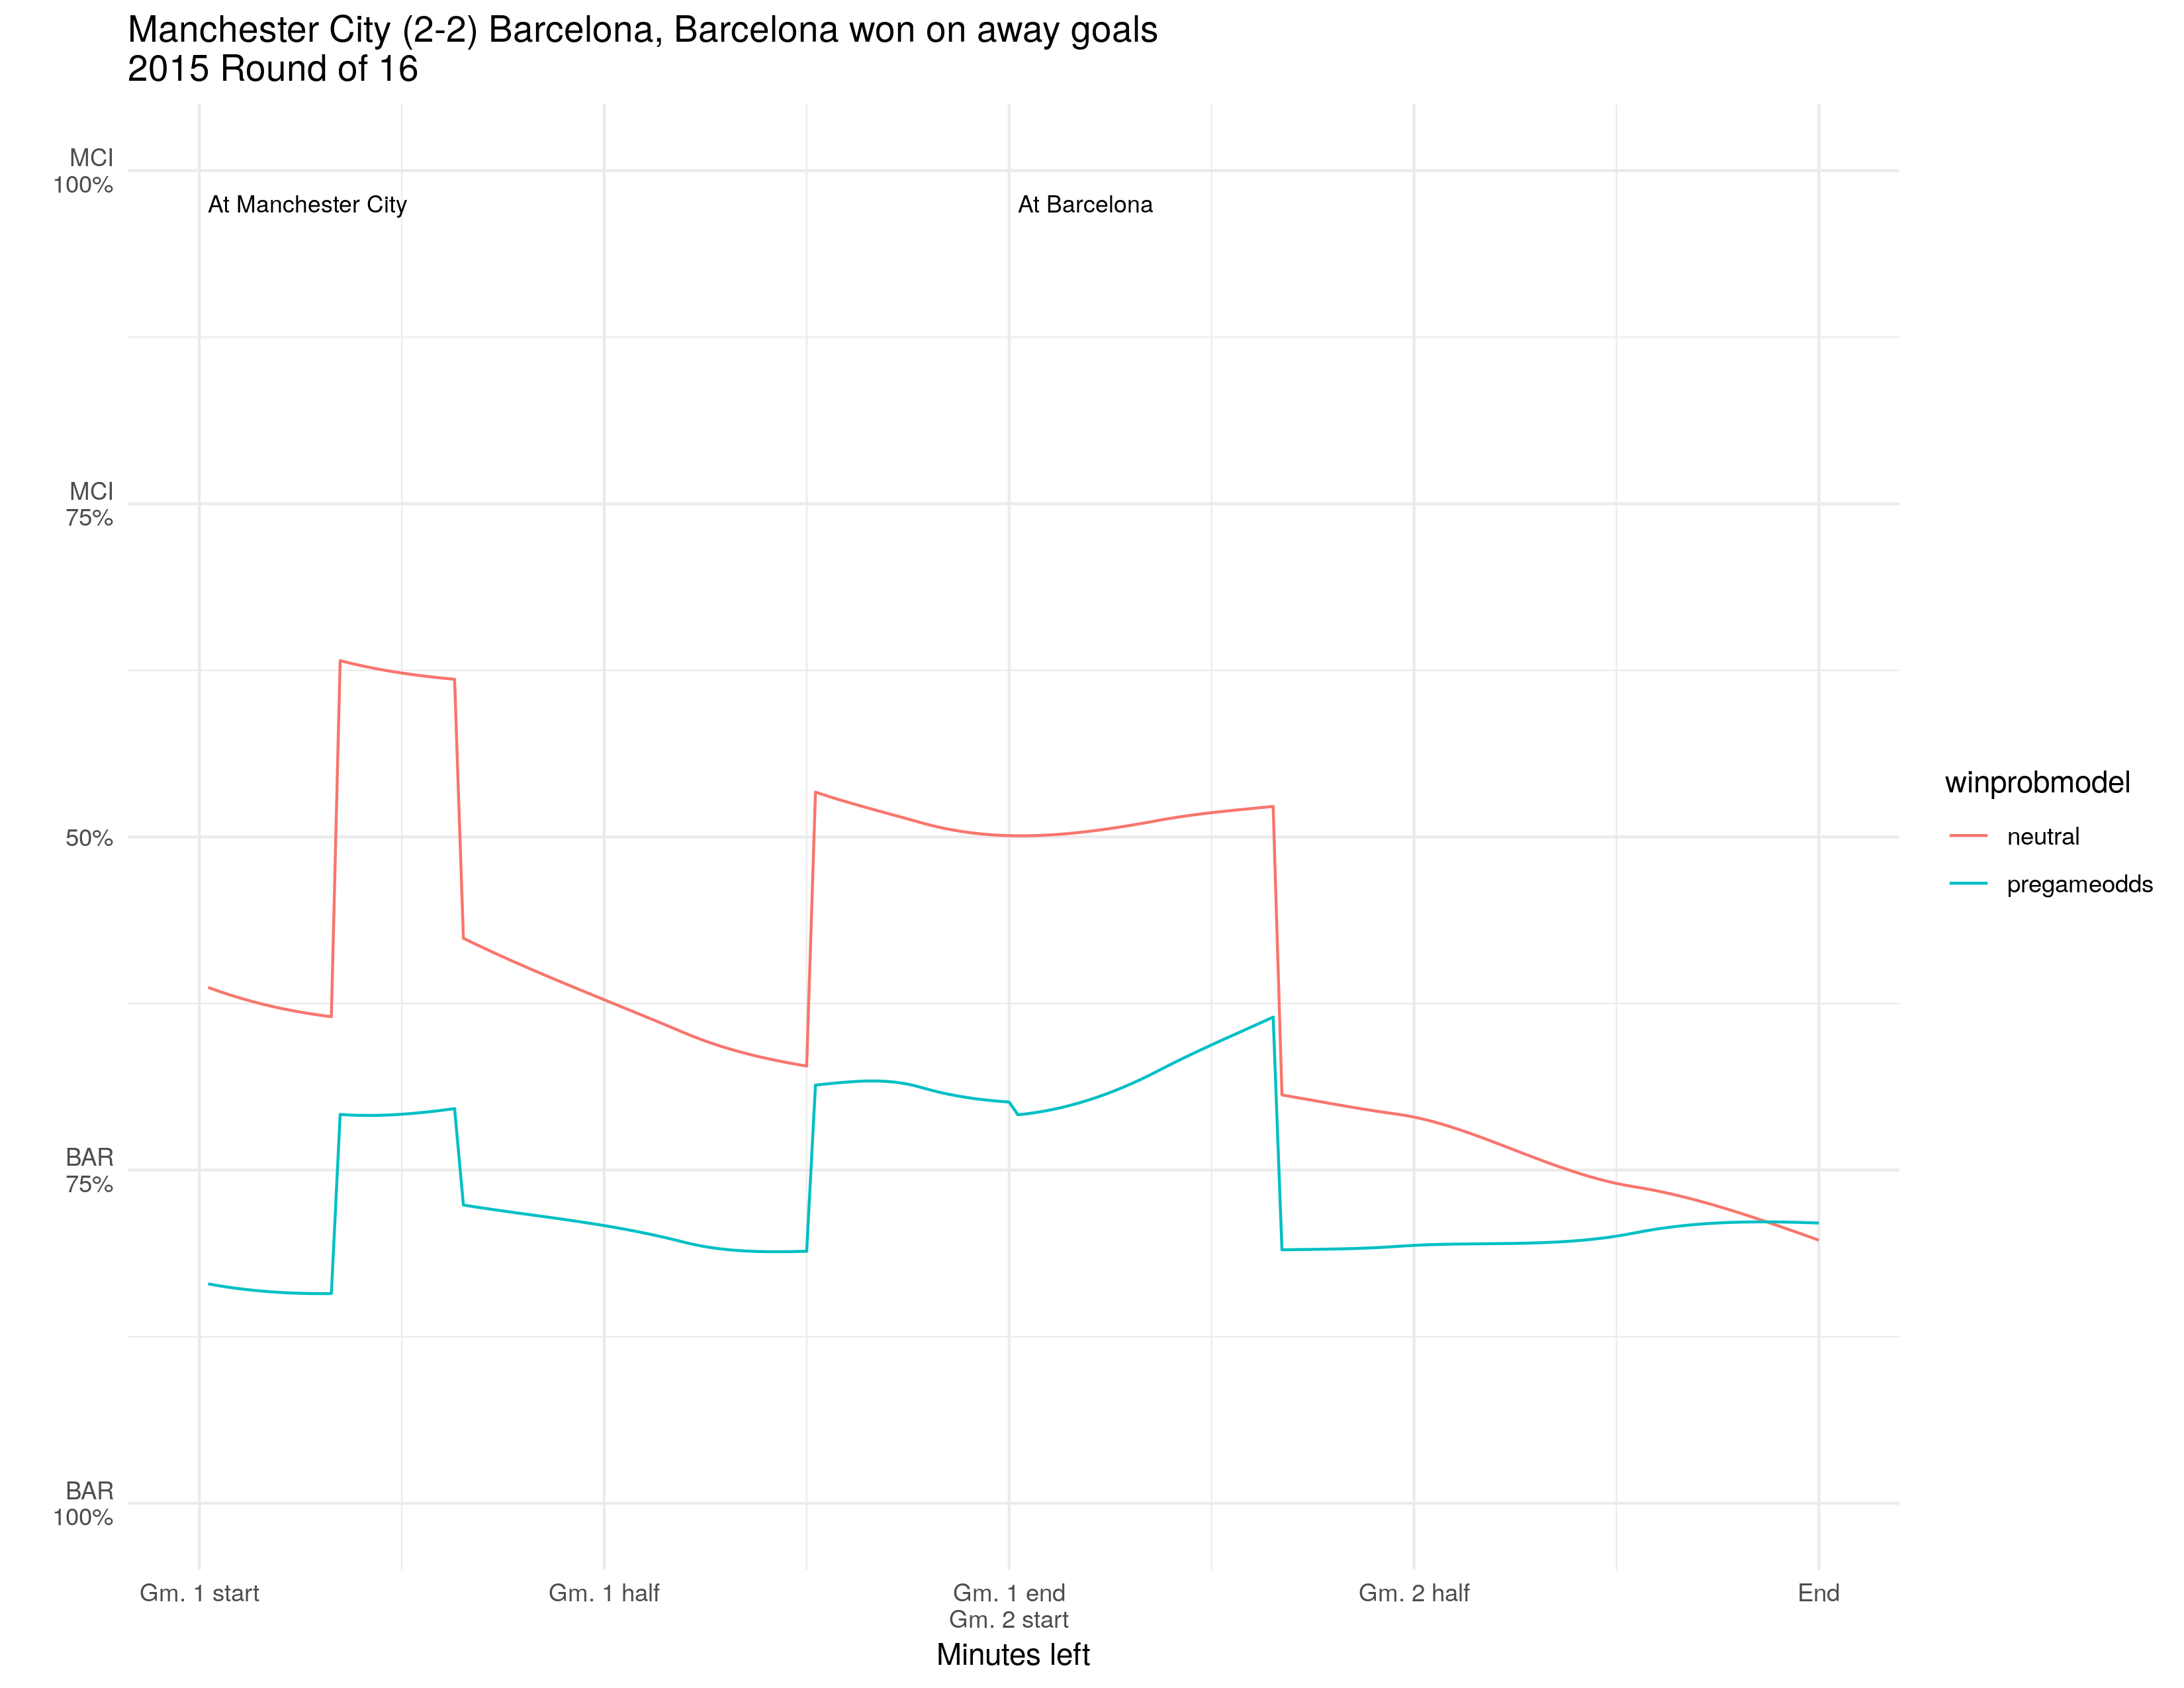 Manchester City (2-2) Barcelona, Barcelona won on away goals
2015 Round of 16
MCI
100%
At Manchester City
At Barcelona
MCI
75%
50%
BAR
75%
BAR
100%
winprobmodel
neutral
pregameodds
Gm. 1 start
Gm. 1 half
Gm. 1 end
Gm. 2 start
Gm. 2 half
End
Minutes left